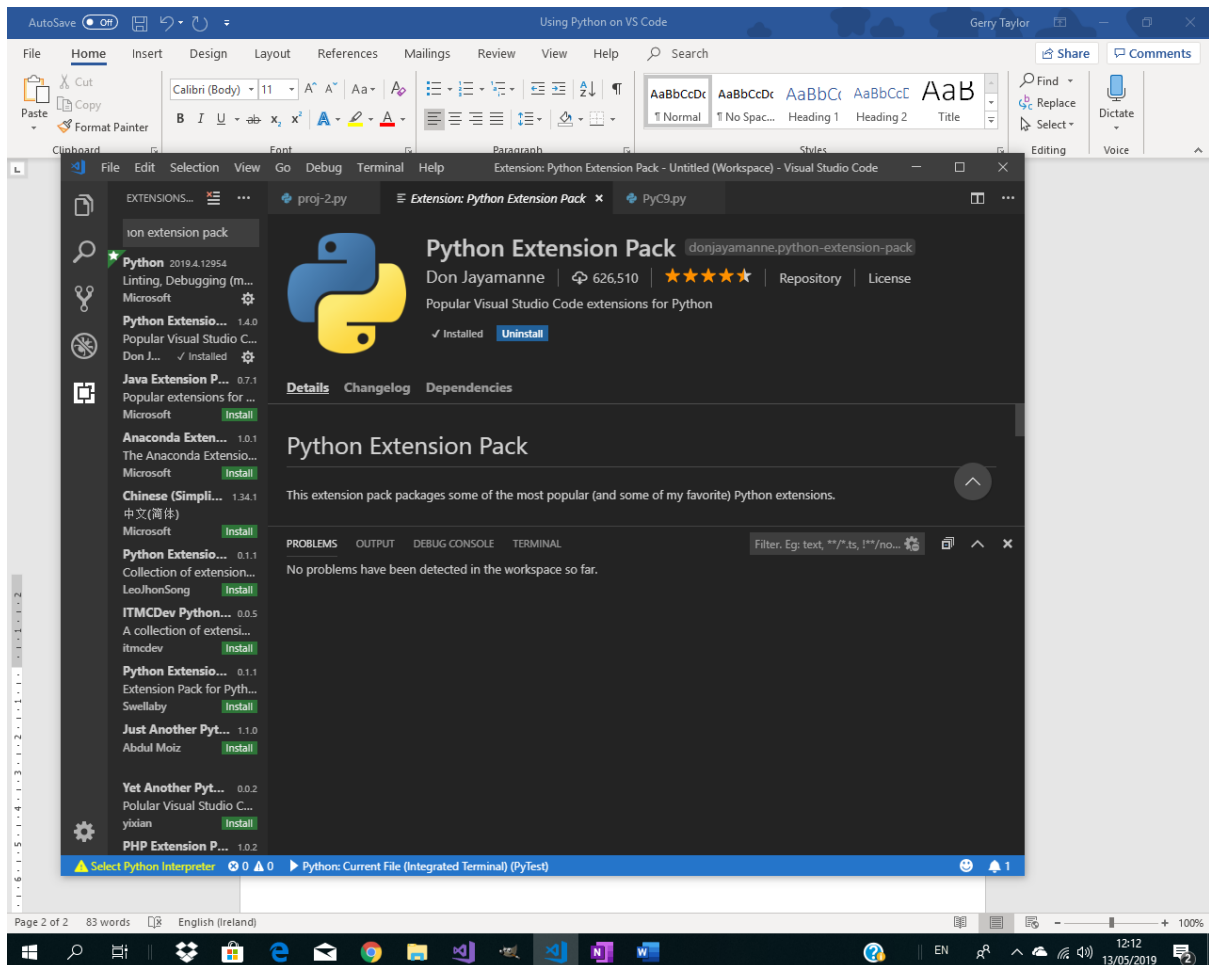 AutoSave Off Using Python on VS Code Gerry Taylor
File Home Insert Design Layout References Mailings Review View Help Search Share Comments
Paste
Cut
Copy
Format Painter
Clipboard
Calibri (Body) 11 A^ Aˇ Aa A
B I U ab x₂ x² A A
Font
Paragraph
AaBbCcDc AaBbCcDc AaBbCc AaBbCcD AaB
¶ Normal ¶ No Spac... Heading 1 Heading 2 Title
Styles
Find
Replace
Select
Editing
Dictate
Voice
File Edit Selection View Go Debug Terminal Help Extension: Python Extension Pack - Untitled (Workspace) - Visual Studio Code
EXTENSIONS... ···
ion extension pack
Python 2019.4.12954
Linting, Debugging (m...
Microsoft
Python Extensio... 1.4.0
Popular Visual Studio C...
Don J... ✓ Installed
Java Extension P... 0.7.1
Popular extensions for ...
Microsoft Install
Anaconda Exten... 1.0.1
The Anaconda Extensio...
Microsoft Install
Chinese (Simpli... 1.34.1
中文(简体)
Microsoft Install
Python Extensio... 0.1.1
Collection of extension...
LeoJhonSong Install
ITMCDev Python... 0.0.5
A collection of extensi...
itmcdev Install
Python Extensio... 0.1.1
Extension Pack for Pyth...
Swellaby Install
Just Another Pyt... 1.1.0
Abdul Moiz Install
Yet Another Pyt... 0.0.2
Polular Visual Studio C...
yixian Install
PHP Extension P... 1.0.2
proj-2.py Extension: Python Extension Pack × PyC9.py ···
Python Extension Pack donjayamanne.python-extension-pack
Don Jayamanne 626,510 Repository License
Popular Visual Studio Code extensions for Python
✓ Installed Uninstall
Details Changelog Dependencies
Python Extension Pack
This extension pack packages some of the most popular (and some of my favorite) Python extensions.
PROBLEMS OUTPUT DEBUG CONSOLE TERMINAL Filter. Eg: text, **/*.ts, !**/no...
No problems have been detected in the workspace so far.
Select Python Interpreter 0 0 Python: Current File (Integrated Terminal) (PyTest) 1
Page 2 of 2 83 words English (Ireland) 100%
EN 12:12
13/05/2019 2